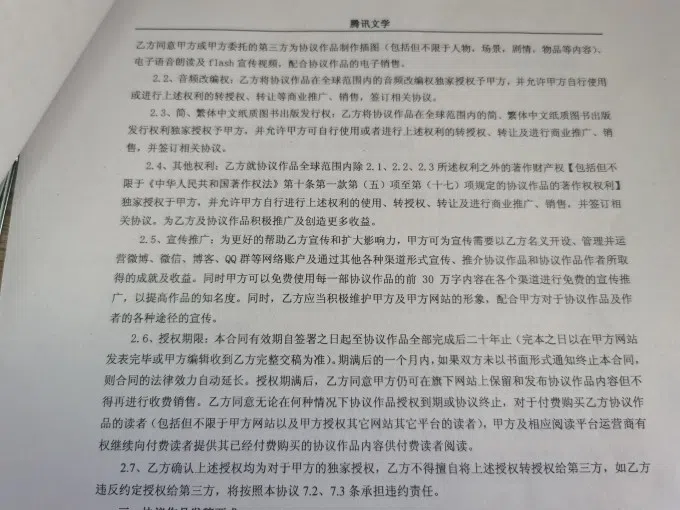 腾讯文学
乙方同意甲方或甲方委托的第三方为协议作品制作插图（包括但不限于人物，场景，剧情，物品等内容）、
电子语音朗读及flash宣传视频，配合协议作品的电子销售。
2.2、音频改编权：乙方将协议作品在全球范围内的音频改编权独家授权予甲方，并允许甲方自行使用
或进行上述权利的转授权、转让等商业推广、销售，签订相关协议。
2.3、简、繁体中文纸质图书出版发行权：乙方将协议作品在全球范围内的简、繁体中文纸质图书出版
发行权利独家授权予甲方，并允许甲方可自行使用或者进行上述权利的转授权、转让及进行商业推广、销
售，并签订相关协议。
2.4、其他权利：乙方就协议作品全球范围内除2.1、2.2、2.3所述权利之外的著作财产权【包括但不
限于《中华人民共和国著作权法》第十条第一款第（五）项至第（十七）项规定的协议作品的著作权权利】
独家授权于甲方，并允许甲方自行进行上述权利的使用、转授权、转让及进行商业推广、销售，并签订相
关协议。为乙方及协议作品积极推广及创造更多收益。
2.5、宣传推广：为更好的帮助乙方宣传和扩大影响力，甲方可为宣传需要以乙方名义开设、管理并运
营微博、微信、博客、QQ群等网络账户及通过其他各种渠道形式宣传、推介协议作品和协议作品作者所取
得的成就及收益。同时甲方可以免费使用每一部协议作品的前30万字内容在各个渠道进行免费的宣传推
广，以提高作品的知名度。同时，乙方应当积极维护甲方及甲方网站的形象，配合甲方对于协议作品及作
者的各种途径的宣传。
2.6、授权期限：本合同有效期自签署之日起至协议作品全部完成后二十年止（完本之日以在甲方网站
发表完毕或甲方编辑收到乙方完整交稿为准）。期满后的一个月内，如果双方未以书面形式通知终止本合同，
则合同的法律效力自动延长。授权期满后，乙方同意甲方仍可在旗下网站上保留和发布协议作品内容但不
得再进行收费销售。乙方同意无论在何种情况下协议作品授权到期或协议终止，对于付费购买乙方协议作
品的读者（包括但不限于甲方网站以及甲方授权其它网站其它平台的读者），甲方及相应阅读平台运营商有
权继续向付费读者提供其已经付费购买的协议作品内容供付费读者阅读。
2.7、乙方确认上述授权均为对于甲方的独家授权，乙方不得擅自将上述授权转授权给第三方，如乙方
违反约定授权给第三方，将按照本协议7.2、7.3条承担违约责任。